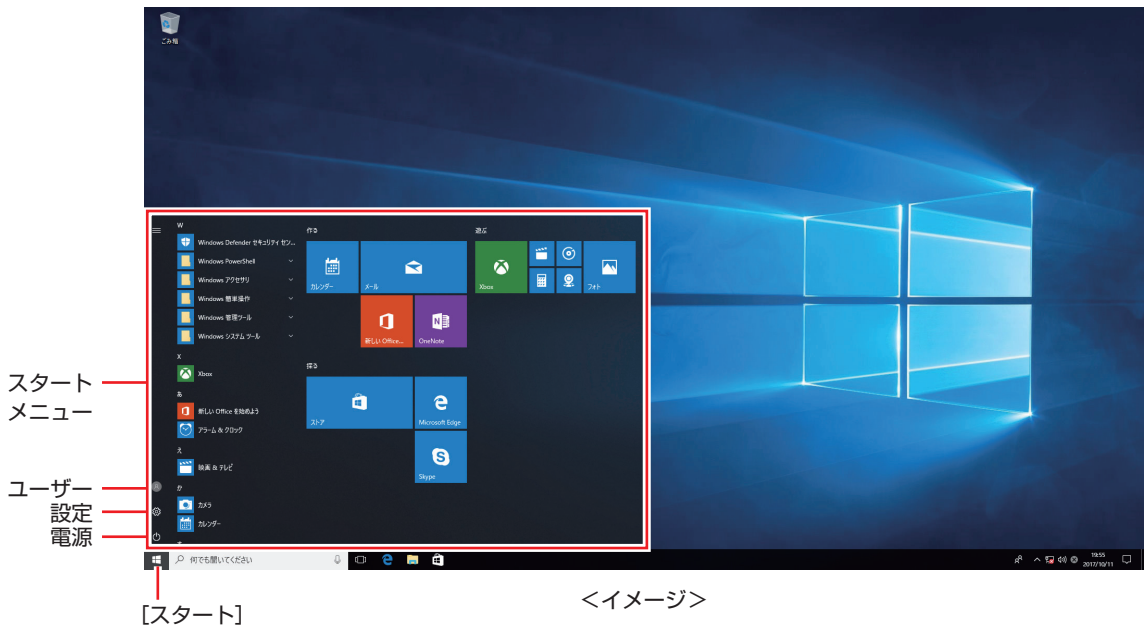 ごみ箱
W
Windows Defender セキュリティ セン...
Windows PowerShell
Windows アクセサリ
Windows 簡単操作
Windows 管理ツール
Windows システム ツール
X
Xbox
あ
新しい Office を始めよう
アラーム & クロック
え
映画 & テレビ
か
カメラ
カレンダー
作る
カレンダー
メール
新しい Office...
OneNote
探る
ストア
Microsoft Edge
Skype
遊ぶ
Xbox
フォト
スタート
メニュー
ユーザー
設定
電源
何でも聞いてください
19:55
2017/10/11
[スタート]
＜イメージ＞